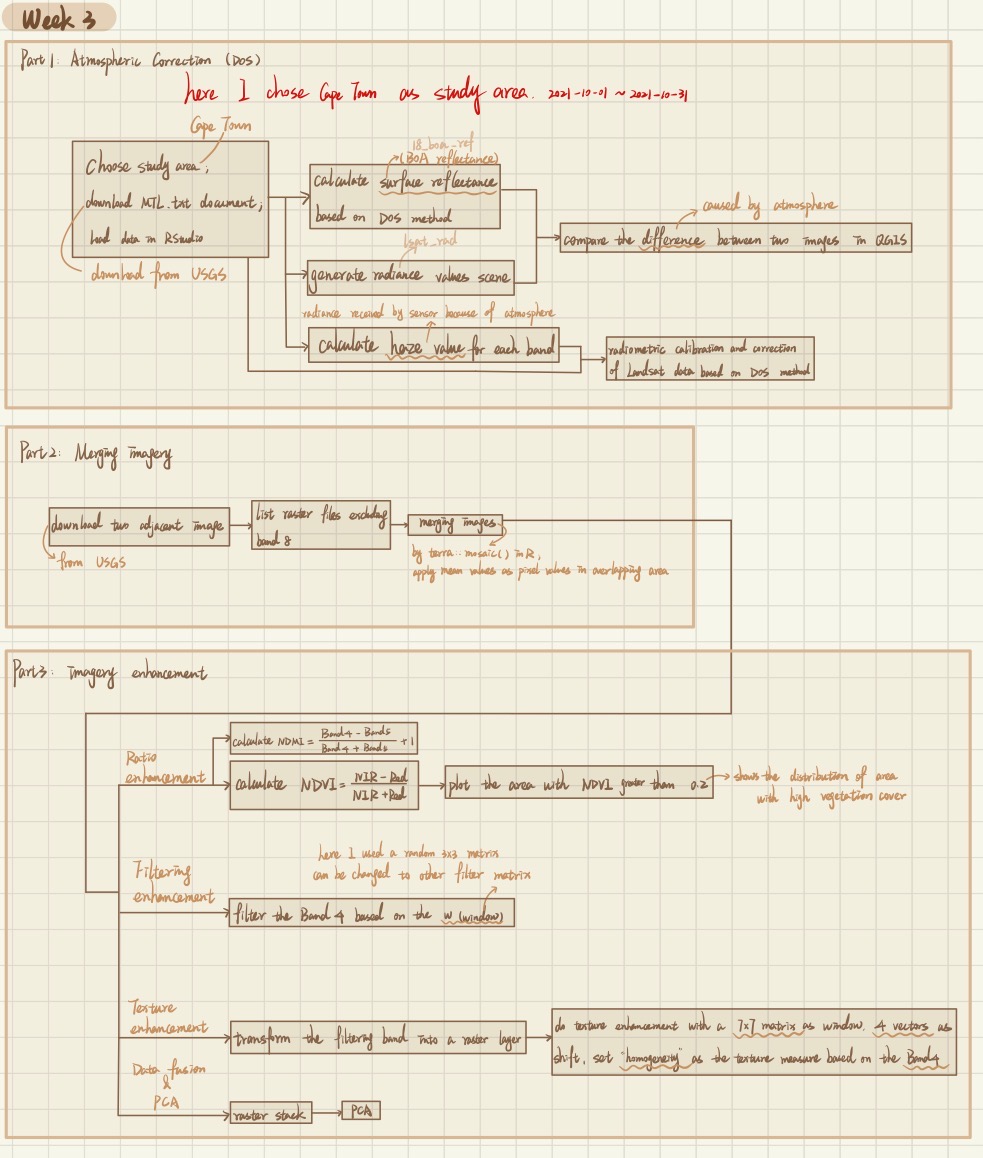 Week 3
Part 1: Atmospheric Correction (DOS)
here I chose Cape Town as study area. 2021-10-01 ~ 2021-10-31
Cape Town
Choose study area;
download MTL.txt document;
load data in RStudio
download from USGS
l8_boa_ref
(BOA reflectance)
calculate surface reflectance
based on DOS method
lsat_rad
generate radiance values scene
radiance received by sensor because of atmosphere
calculate haze value for each band
caused by atmosphere
compare the difference between two images in QGIS
radiometric calibration and correction
of Landsat data based on DOS method
Part 2: Merging imagery
download two adjacent image
from USGS
list raster files excluding
band 8
merging images
by terra::mosaic() in R,
apply mean values as pixel values in overlapping area
Part 3: imagery enhancement
Ratio
enhancement
calculate NDMI = Band4 - Band5 / Band4 + Band5 + 1
calculate NDVI = NIR - Red / NIR + Red
plot the area with NDVI greater than 0.2
shows the distribution of area
with high vegetation cover
Filtering
enhancement
here I used a random 3x3 matrix
can be changed to other filter matrix
filter the Band 4 based on the w (window)
Texture
enhancement
transform the filtering band into a raster layer
do texture enhancement with a 7x7 matrix as window, 4 vectors as
shift, set "homogeneity" as the texture measure based on the Band4
Data fusion
&
PCA
raster stack
PCA